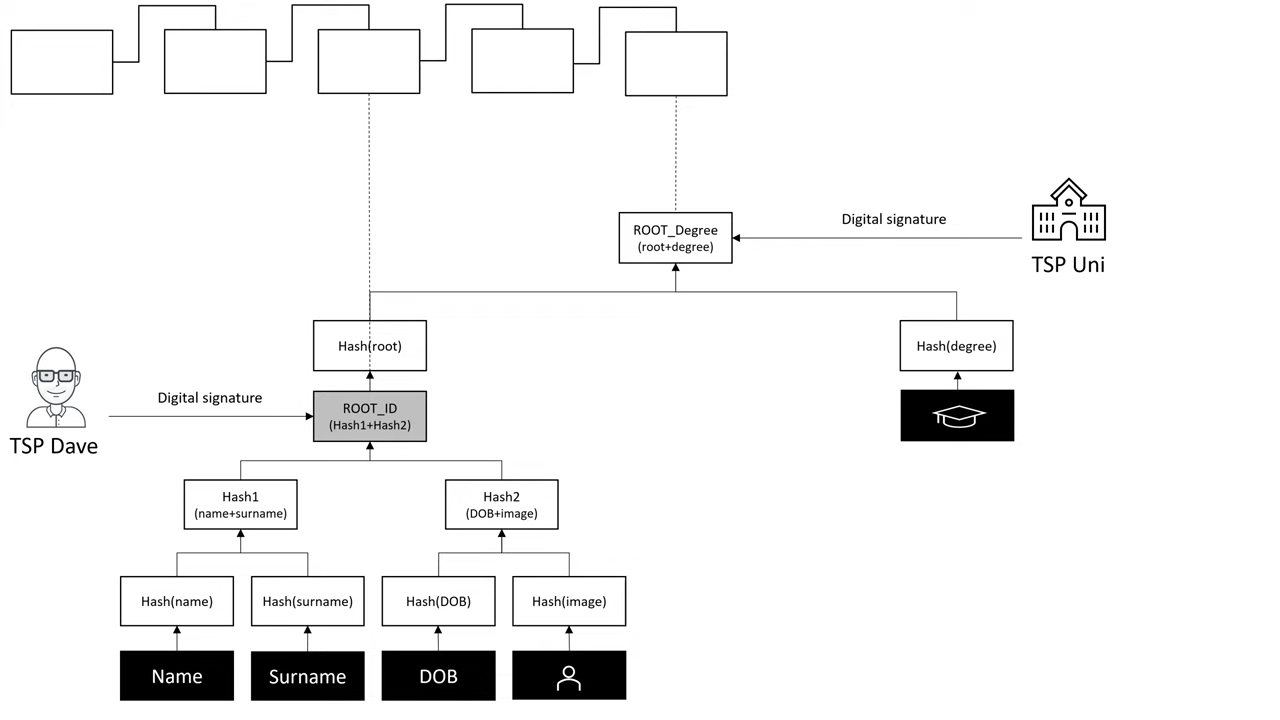 ROOT_Degree
(root+degree)
Digital signature
TSP Uni
Hash(root)
Hash(degree)
Digital signature
TSP Dave
ROOT_ID
(Hash1+Hash2)
Hash1
(name+surname)
Hash2
(DOB+image)
Hash(name)
Hash(surname)
Hash(DOB)
Hash(image)
Name
Surname
DOB